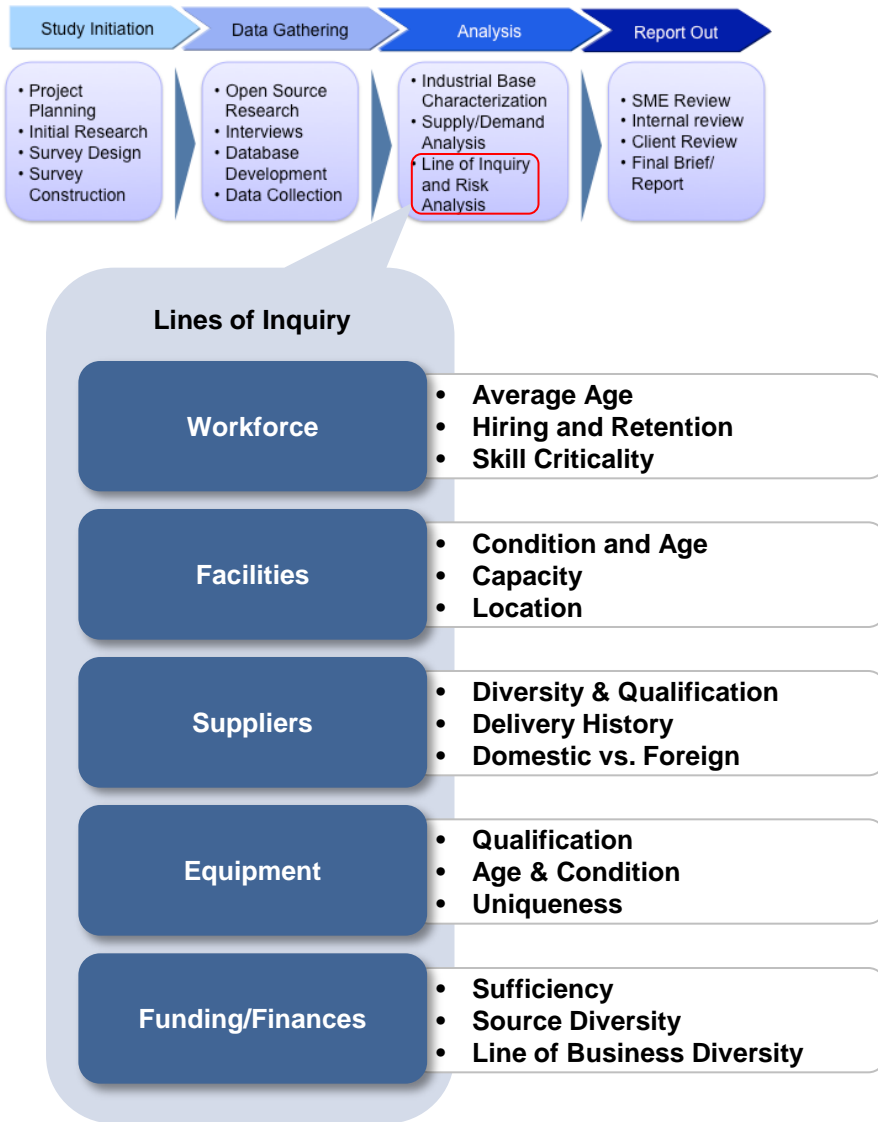 Study Initiation
Data Gathering
Analysis
Report Out
• Project
Planning
• Initial Research
• Survey Design
• Survey
Construction
• Open Source
Research
• Interviews
• Database
Development
• Data Collection
• Industrial Base
Characterization
• Supply/Demand
Analysis
• Line of Inquiry
and Risk
Analysis
• SME Review
• Internal review
• Client Review
• Final Brief/
Report
Lines of Inquiry
Workforce
• Average Age
• Hiring and Retention
• Skill Criticality
Facilities
• Condition and Age
• Capacity
• Location
Suppliers
• Diversity & Qualification
• Delivery History
• Domestic vs. Foreign
Equipment
• Qualification
• Age & Condition
• Uniqueness
Funding/Finances
• Sufficiency
• Source Diversity
• Line of Business Diversity